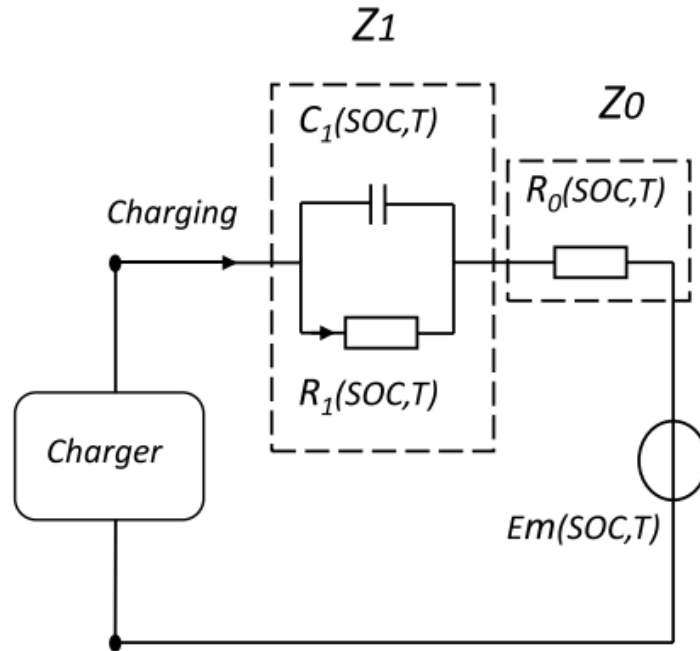 Z1
C1(SOC,T)
Z0
R0(SOC,T)
Charging
R1(SOC,T)
Charger
Em(SOC,T)